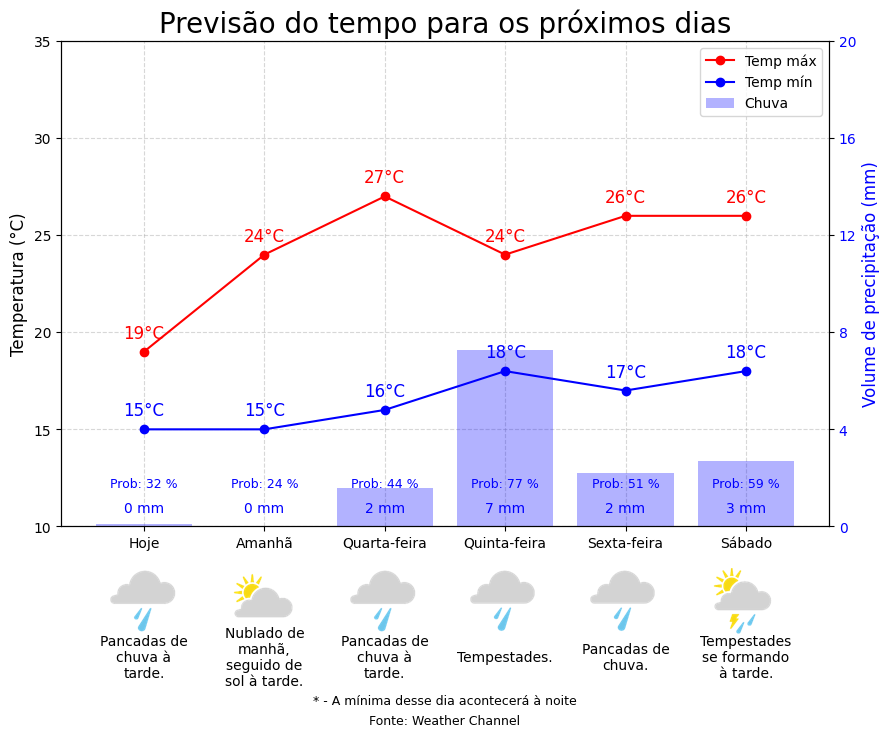 Previsão do tempo para os próximos dias
35
30
25
20
15
10
Temperatura (°C)
20
16
12
8
4
0
Volume de precipitação (mm)
Temp máx
Temp mín
Chuva
19°C
24°C
27°C
24°C
26°C
26°C
15°C
15°C
16°C
18°C
17°C
18°C
Prob: 32 %
Prob: 24 %
Prob: 44 %
Prob: 77 %
Prob: 51 %
Prob: 59 %
0 mm
0 mm
2 mm
7 mm
2 mm
3 mm
Hoje
Amanhã
Quarta-feira
Quinta-feira
Sexta-feira
Sábado
Pancadas de
chuva à
tarde.
Nublado de
manhã,
seguido de
sol à tarde.
Pancadas de
chuva à
tarde.
Tempestades.
Pancadas de
chuva.
Tempestades
se formando
à tarde.
* - A mínima desse dia acontecerá à noite
Fonte: Weather Channel